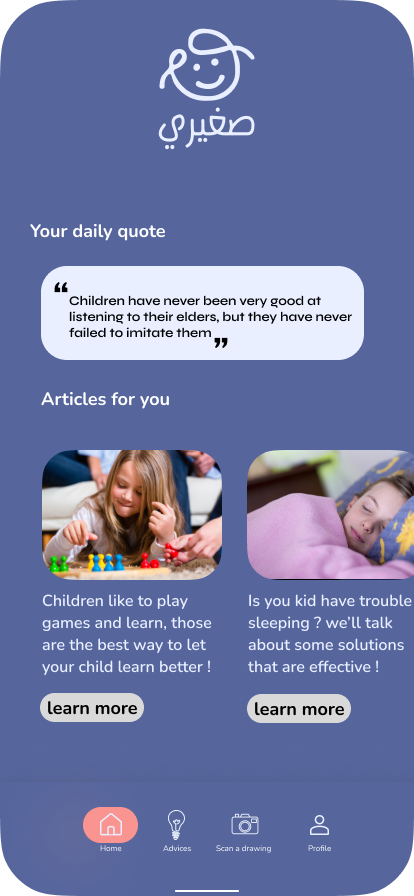 صغيري
Your daily quote
“
Children have never been very good at
listening to their elders, but they have never
failed to imitate them
”
Articles for you
Children like to play
games and learn, those
are the best way to let
your child learn better !
learn more
Is you kid have trouble
sleeping ? we'll talk
about some solutions
that are effective !
learn more
Home
Advices
Scan a drawing
Profile